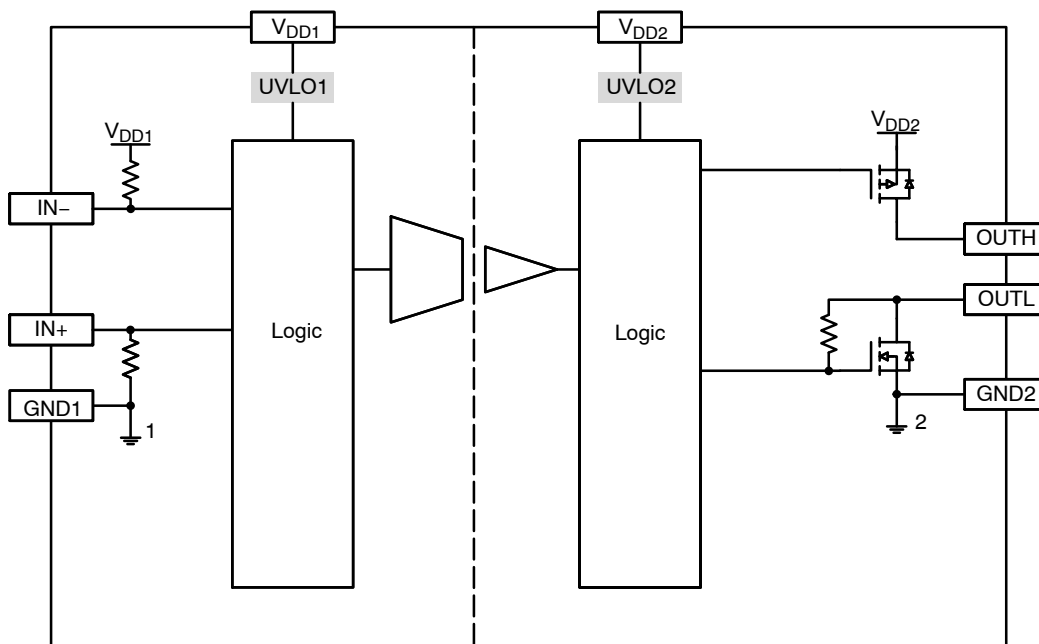 VDD1
VDD2
UVLO1
UVLO2
VDD1
VDD2
IN−
OUTH
OUTL
IN+
Logic
Logic
GND1
GND2
1
2